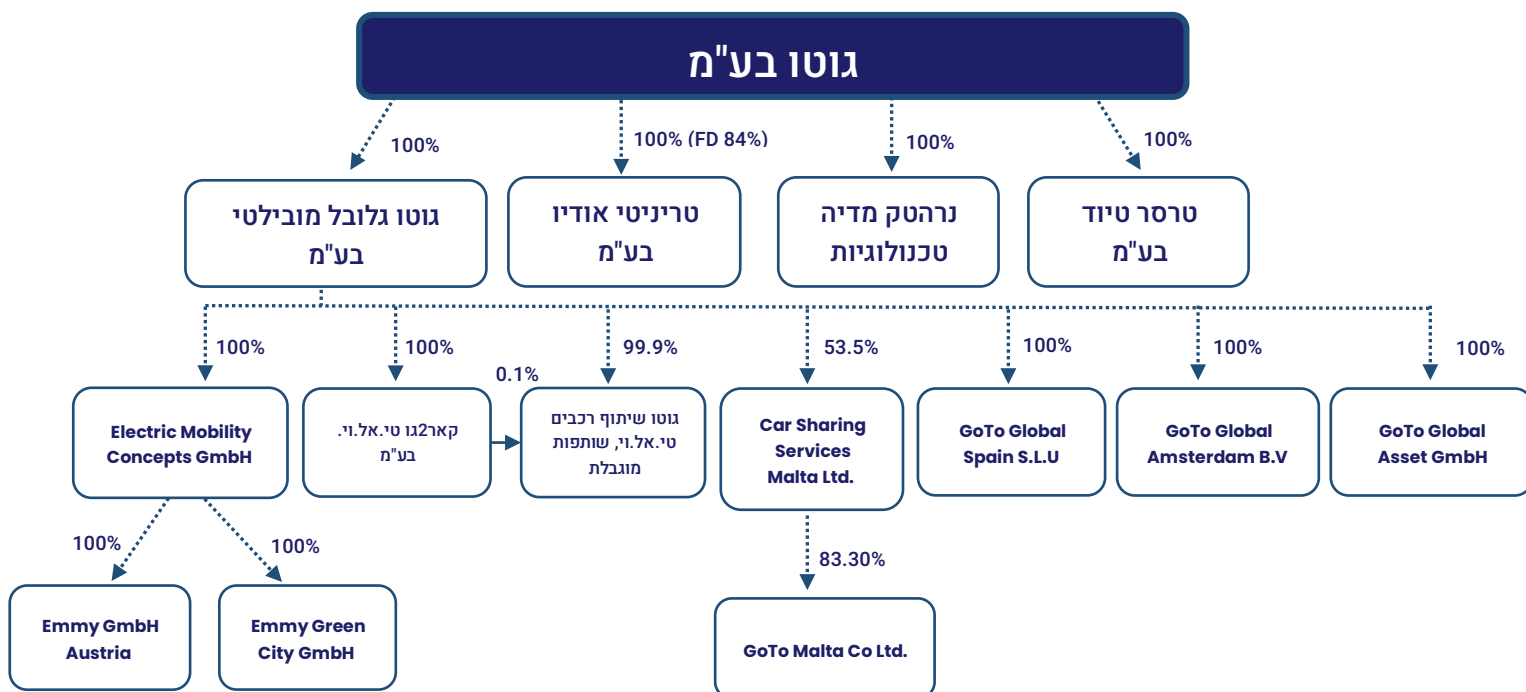 גוטו בע"מ
100%
100% (FD 84%)
100%
100%
גוטו גלובל מובילטי
בע"מ
טריניטי אודיו
בע"מ
נרהטק מדיה
טכנולוגיות
טרסר טיוד
בע"מ
100%
100%
99.9%
53.5%
100%
100%
100%
0.1%
Electric Mobility
Concepts GmbH
קאר2גו טי.אל.וי.
בע"מ
גוטו שיתוף רכבים
טי.אל.וי, שותפות
מוגבלת
Car Sharing
Services
Malta Ltd.
GoTo Global
Spain S.L.U
GoTo Global
Amsterdam B.V
GoTo Global
Asset GmbH
100%
100%
83.30%
Emmy GmbH
Austria
Emmy Green
City GmbH
GoTo Malta Co Ltd.